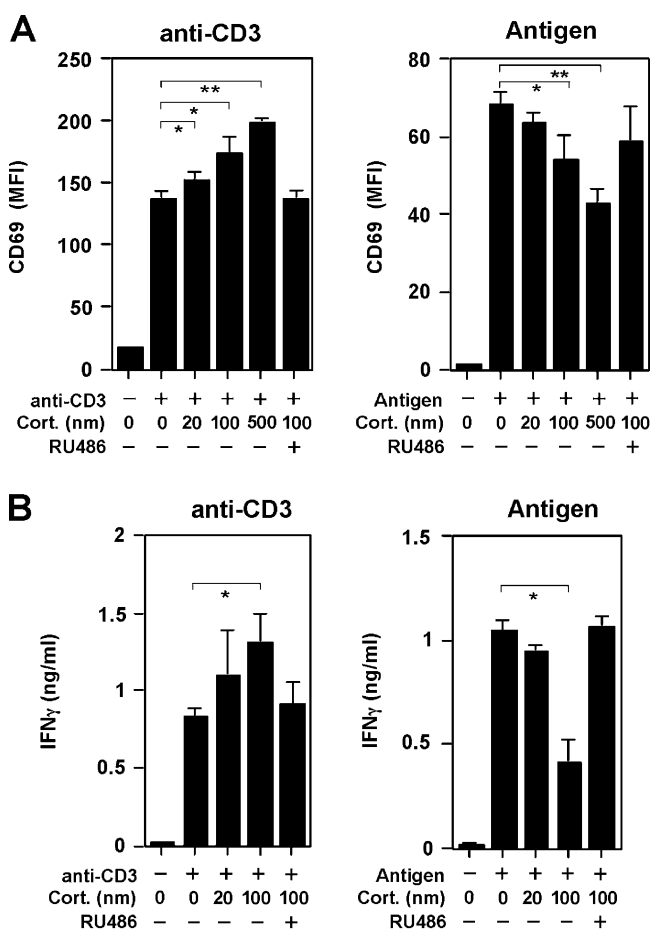 A
anti-CD3
Antigen
250
200
150
100
50
0
CD69 (MFI)
**
*
*
anti-CD3 – + + + + +
Cort. (nm) 0 0 20 100 500 100
RU486 – – – – – +
80
60
40
20
0
CD69 (MFI)
**
*
Antigen – + + + + +
Cort. (nm) 0 0 20 100 500 100
RU486 – – – – – +
B
anti-CD3
Antigen
2
1.5
1
0.5
0
IFNγ (ng/ml)
*
anti-CD3 – + + + +
Cort. (nm) 0 0 20 100 100
RU486 – – – – +
1.5
1
0.5
0
IFNγ (ng/ml)
*
Antigen – + + + +
Cort. (nm) 0 0 20 100 100
RU486 – – – – +